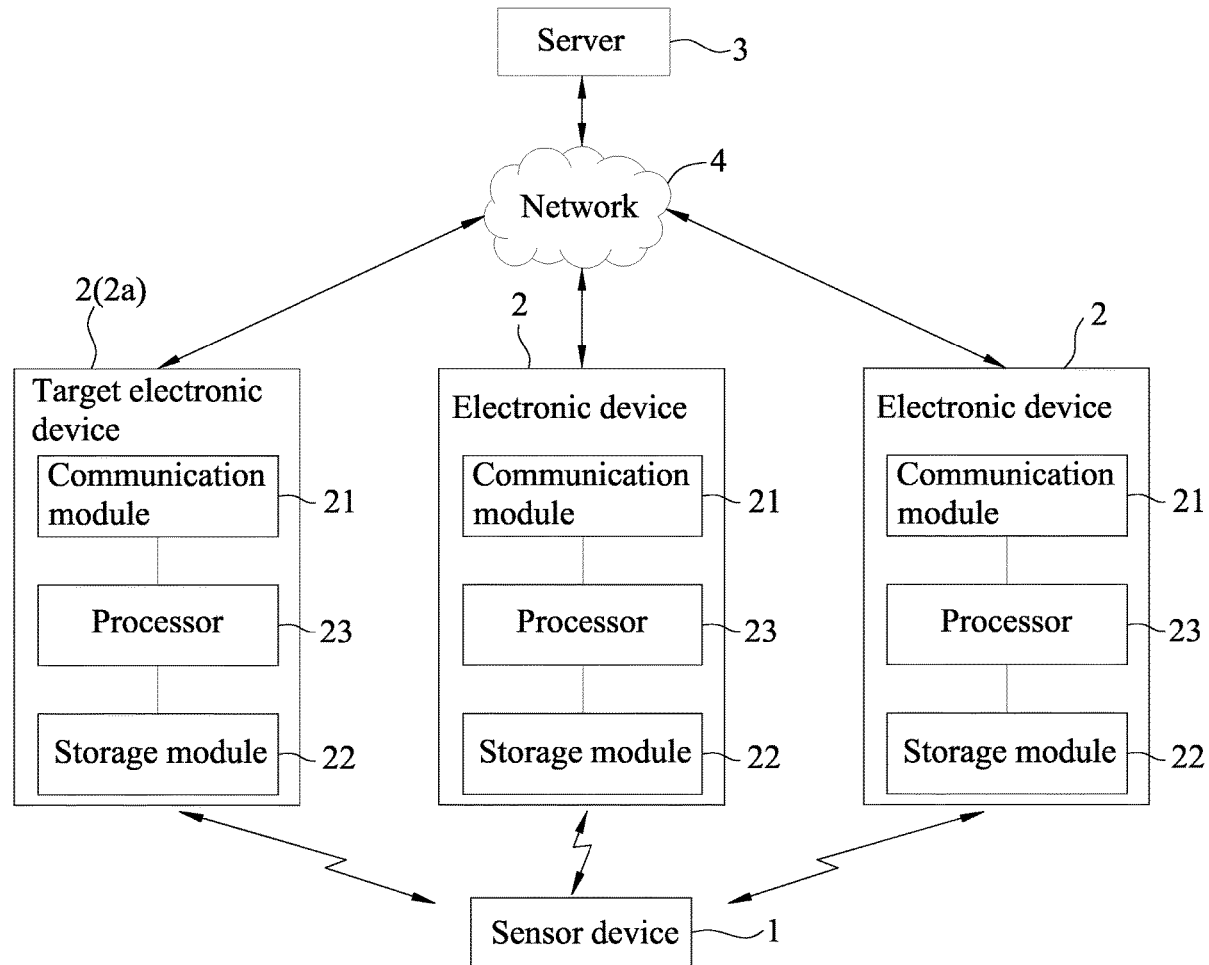 Server
3
4
Network
2(2a)
2
2
Target electronic
device
Electronic device
Electronic device
Communication
module
21
Communication
module
21
Communication
module
21
Processor
23
Processor
23
Processor
23
Storage module
22
Storage module
22
Storage module
22
Sensor device
1